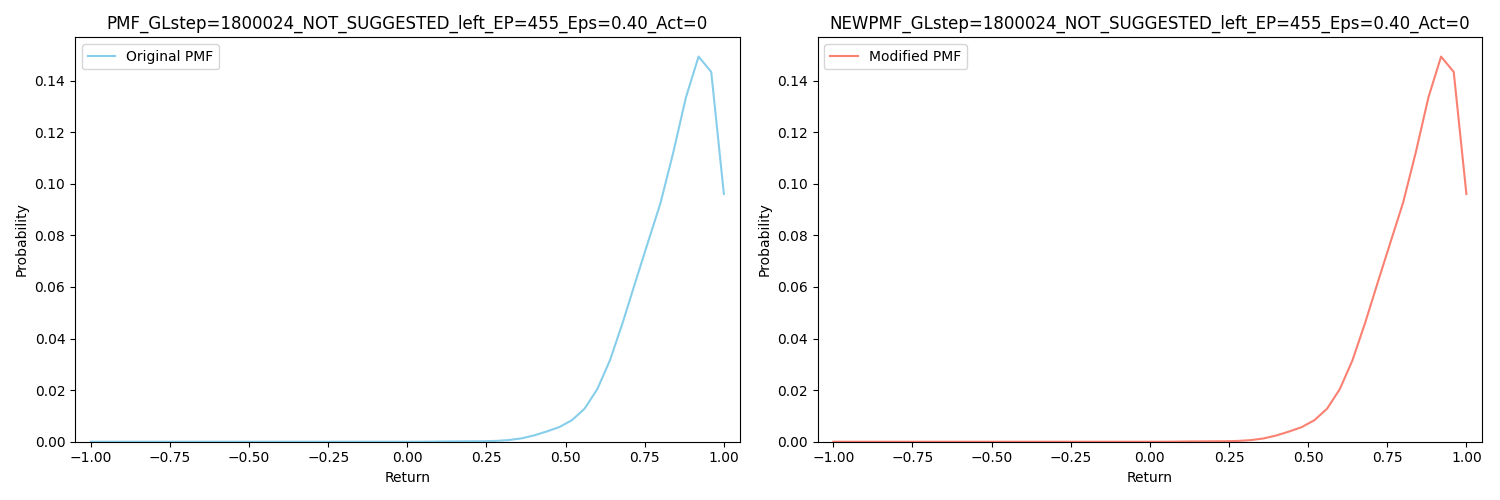 PMF_GLstep=1800024_NOT_SUGGESTED_left_EP=455_Eps=0.40_Act=0
Original PMF
Probability
0.14
0.12
0.10
0.08
0.06
0.04
0.02
0.00
−1.00 −0.75 −0.50 −0.25 0.00 0.25 0.50 0.75 1.00
Return
NEWPMF_GLstep=1800024_NOT_SUGGESTED_left_EP=455_Eps=0.40_Act=0
Modified PMF
Probability
0.14
0.12
0.10
0.08
0.06
0.04
0.02
0.00
−1.00 −0.75 −0.50 −0.25 0.00 0.25 0.50 0.75 1.00
Return